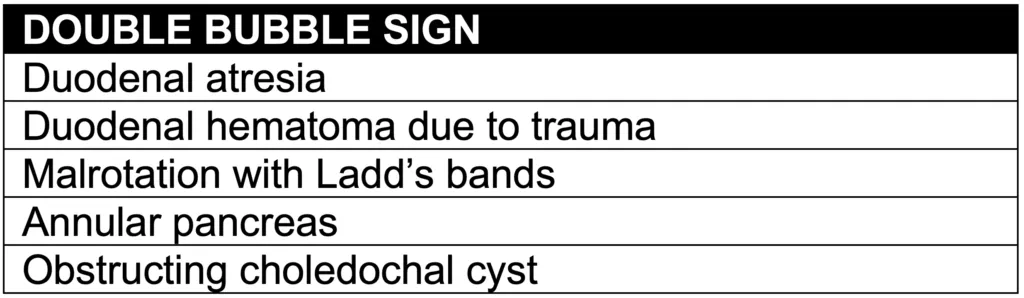 DOUBLE BUBBLE SIGN
Duodenal atresia
Duodenal hematoma due to trauma
Malrotation with Ladd’s bands
Annular pancreas
Obstructing choledochal cyst